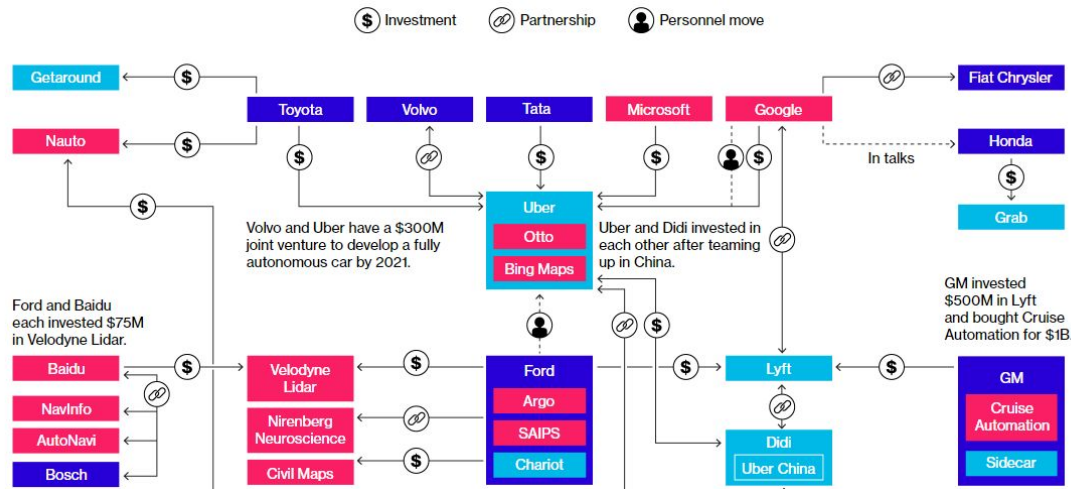 $ Investment
Partnership
Personnel move
Getaround
$
Fiat Chrysler
Toyota
Volvo
Tata
Microsoft
Google
Nauto
$
In talks
Honda
$
$
$
$
$
Grab
$
Uber
Otto
Bing Maps
Volvo and Uber have a $300M
joint venture to develop a fully
autonomous car by 2021.
Uber and Didi invested in
each other after teaming
up in China.
Ford and Baidu
each invested $75M
in Velodyne Lidar.
$
GM invested
$500M in Lyft
and bought Cruise
Automation for $1B.
Baidu
$
Velodyne
Lidar
$
Ford
$
Lyft
$
GM
NavInfo
AutoNavi
Bosch
Nirenberg
Neuroscience
Civil Maps
$
Argo
SAIPS
Chariot
Didi
Uber China
Cruise
Automation
Sidecar